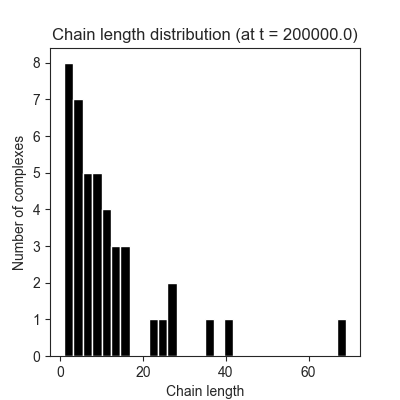 Chain length distribution (at t = 200000.0)
8
7
6
5
4
3
2
1
0
Number of complexes
0 20 40 60
Chain length